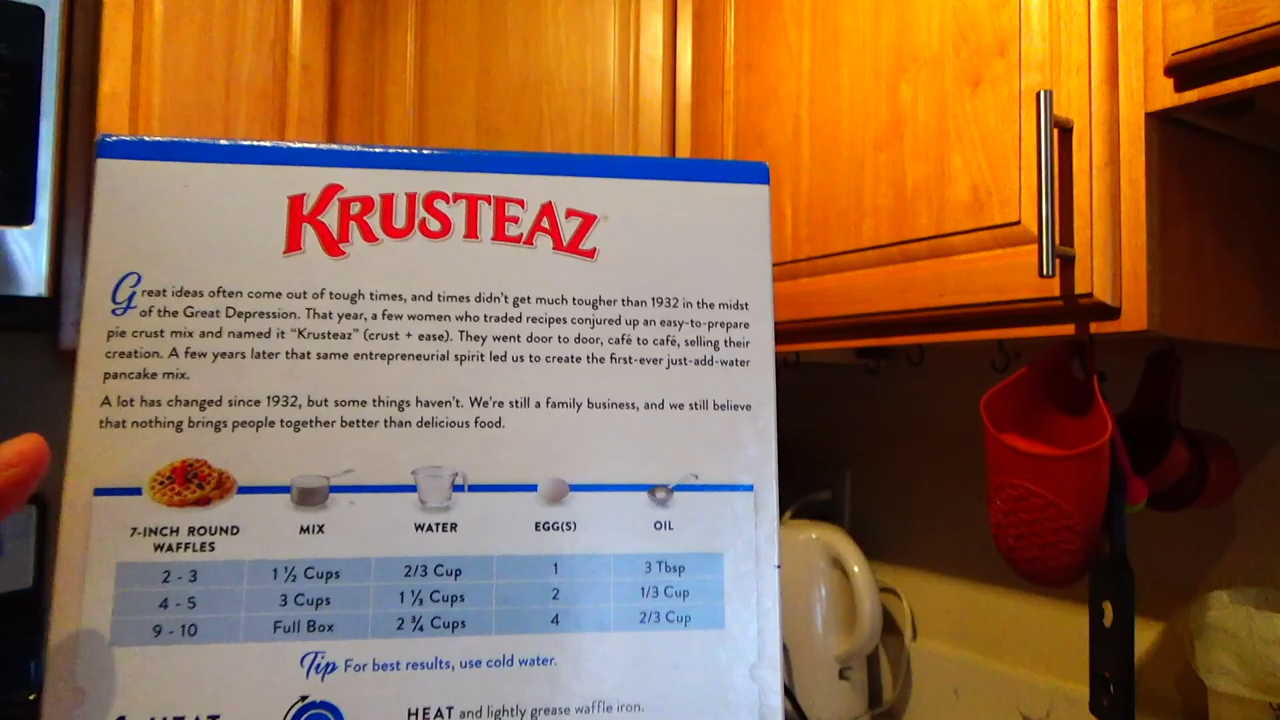 KRUSTEAZ
Great ideas often come out of tough times, and times didn't get much tougher than 1932 in the midst
of the Great Depression. That year, a few women who traded recipes conjured up an easy-to-prepare
pie crust mix and named it "Krusteaz" (crust + ease). They went door to door, café to café, selling their
creation. A few years later that same entrepreneurial spirit led us to create the first-ever just-add-water
pancake mix.
A lot has changed since 1932, but some things haven't. We're still a family business, and we still believe
that nothing brings people together better than delicious food.
7-INCH ROUND WAFFLES MIX WATER EGG(S) OIL
2 - 3 1 ½ Cups 2/3 Cup 1 3 Tbsp
4 - 5 3 Cups 1 ⅓ Cups 2 1/3 Cup
9 - 10 Full Box 2 ¾ Cups 4 2/3 Cup
Tip For best results, use cold water.
HEAT HEAT and lightly grease waffle iron.